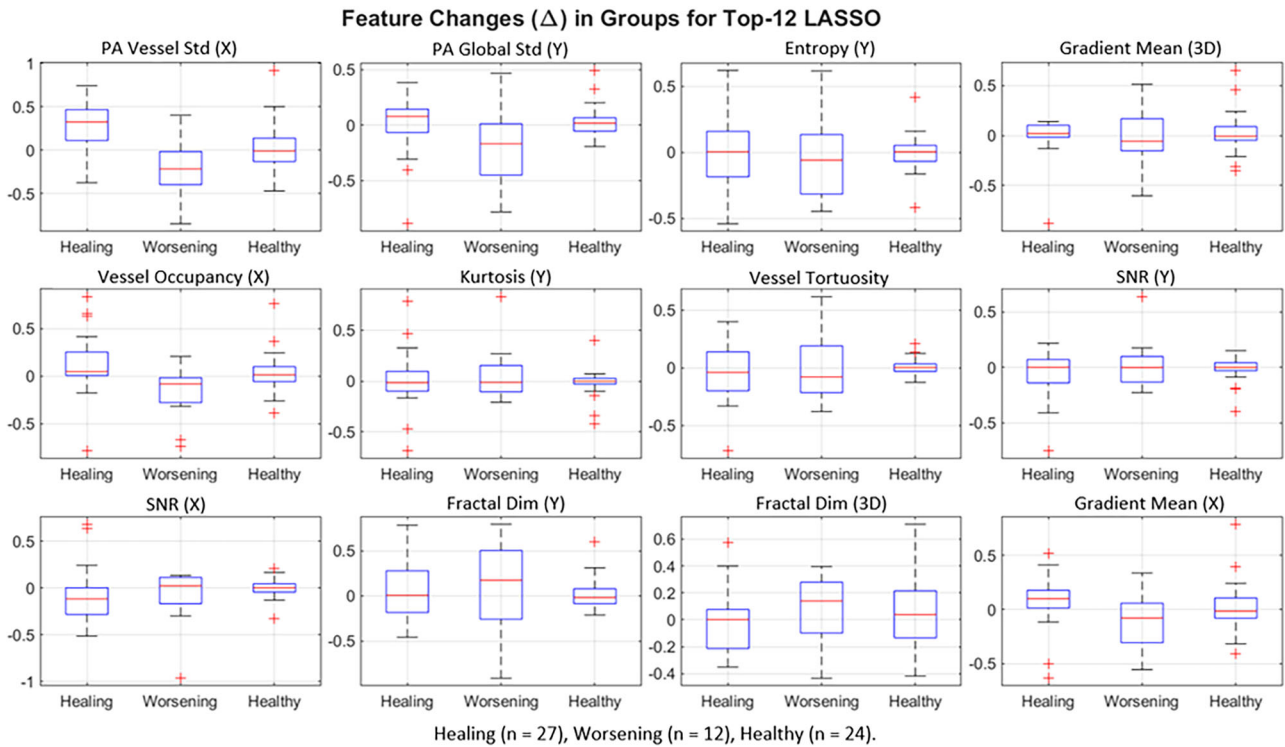 Feature Changes (Δ) in Groups for Top-12 LASSO
PA Vessel Std (X)
1
0.5
0
-0.5
Healing Worsening Healthy
PA Global Std (Y)
0.5
0
-0.5
Healing Worsening Healthy
Entropy (Y)
0.5
0
-0.5
Healing Worsening Healthy
Gradient Mean (3D)
0.5
0
-0.5
Healing Worsening Healthy
Vessel Occupancy (X)
0.5
0
-0.5
Healing Worsening Healthy
Kurtosis (Y)
0.5
0
-0.5
Healing Worsening Healthy
Vessel Tortuosity
0.5
0
-0.5
Healing Worsening Healthy
SNR (Y)
0.5
0
-0.5
Healing Worsening Healthy
SNR (X)
0.5
0
-0.5
-1
Healing Worsening Healthy
Fractal Dim (Y)
0.5
0
-0.5
Healing Worsening Healthy
Fractal Dim (3D)
0.6
0.4
0.2
0
-0.2
-0.4
Healing Worsening Healthy
Gradient Mean (X)
0.5
0
-0.5
Healing Worsening Healthy
Healing (n = 27), Worsening (n = 12), Healthy (n = 24).